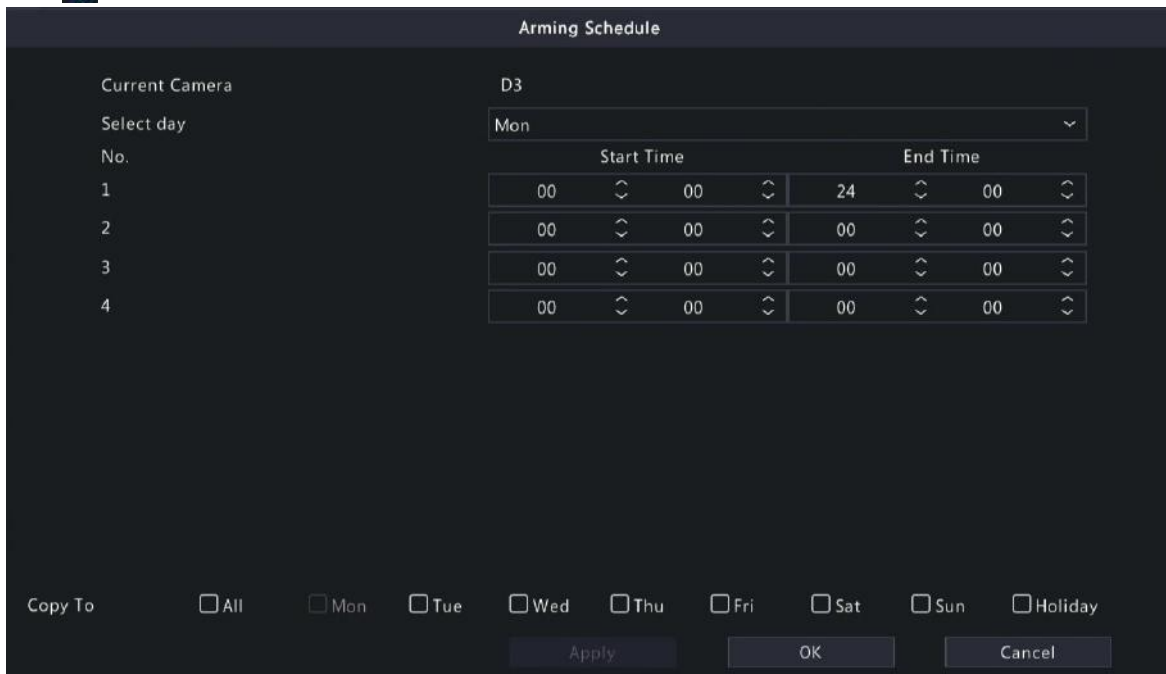 Arming Schedule
Current Camera D3
Select day Mon
No. Start Time End Time
1 00 00 24 00
2 00 00 00 00
3 00 00 00 00
4 00 00 00 00
Copy To All Mon Tue Wed Thu Fri Sat Sun Holiday
Apply OK Cancel